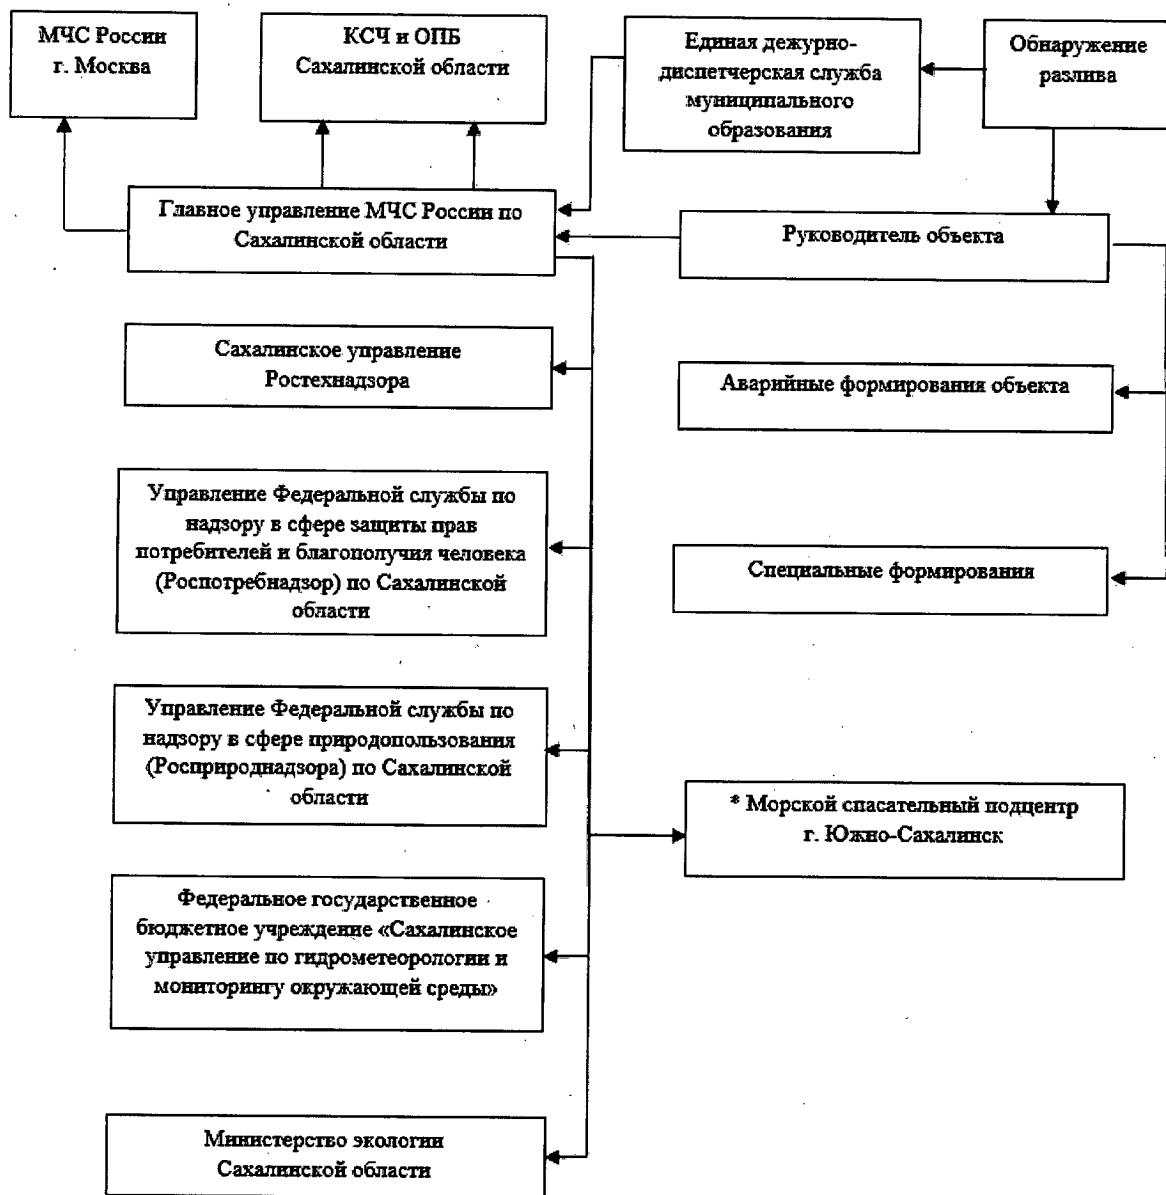 МЧС России
г. Москва
КСЧ и ОПБ
Сахалинской области
Единая дежурно-
диспетчерская служба
муниципального
образования
Обнаружение
разлива
Главное управление МЧС России по
Сахалинской области
Руководитель объекта
Сахалинское управление
Ростехнадзора
Аварийные формирования объекта
Управление Федеральной службы по
надзору в сфере защиты прав
потребителей и благополучия человека
(Роспотребнадзор) по Сахалинской
области
Специальные формирования
Управление Федеральной службы по
надзору в сфере природопользования
(Росприроднадзора) по Сахалинской
области
* Морской спасательный подцентр
г. Южно-Сахалинск
Федеральное государственное
бюджетное учреждение «Сахалинское
управление по гидрометеорологии и
мониторингу окружающей среды»
Министерство экологии
Сахалинской области